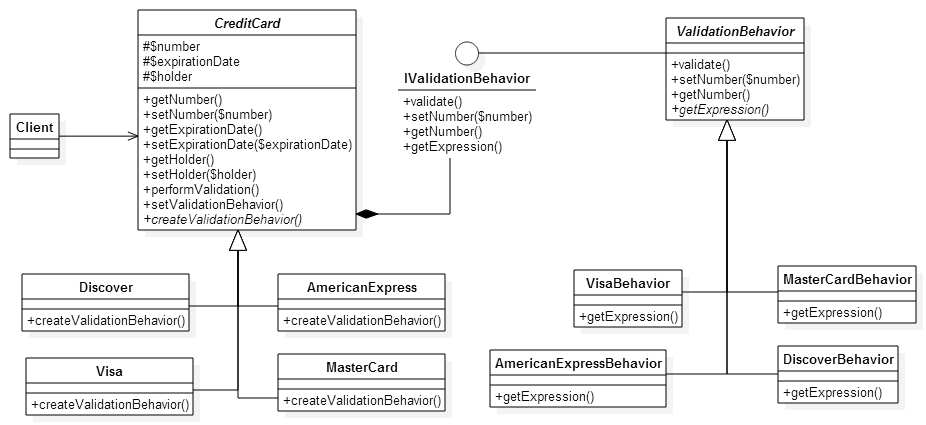 CreditCard
#$number
#$expirationDate
#$holder
+getNumber()
+setNumber($number)
+getExpirationDate()
+setExpirationDate($expirationDate)
+getHolder()
+setHolder($holder)
+performValidation()
+setValidationBehavior()
+createValidationBehavior()
Client
IValidationBehavior
+validate()
+setNumber($number)
+getNumber()
+getExpression()
ValidationBehavior
+validate()
+setNumber($number)
+getNumber()
+getExpression()
Discover
+createValidationBehavior()
AmericanExpress
+createValidationBehavior()
Visa
+createValidationBehavior()
MasterCard
+createValidationBehavior()
VisaBehavior
+getExpression()
MasterCardBehavior
+getExpression()
AmericanExpressBehavior
+getExpression()
DiscoverBehavior
+getExpression()